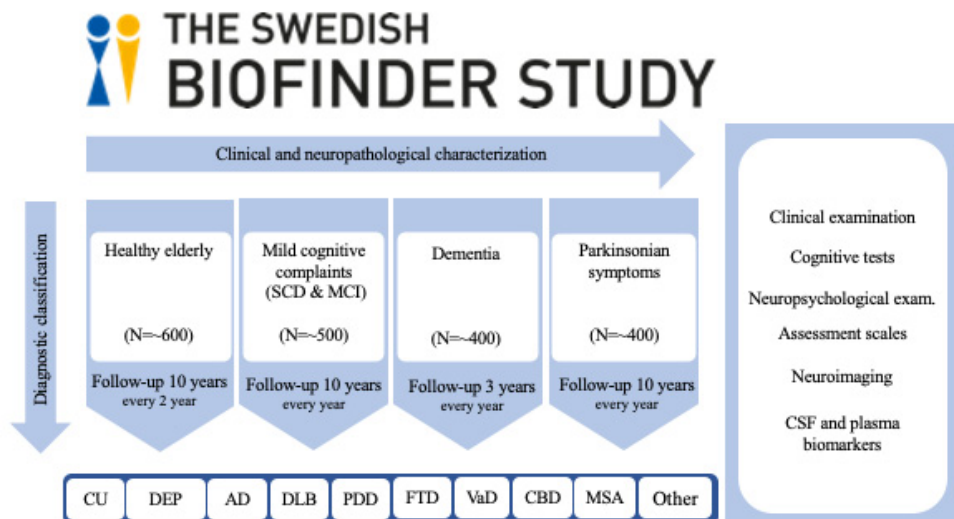 THE SWEDISH
BIOFINDER STUDY
Clinical and neuropathological characterization
Diagnostic classification
Healthy elderly
(N=~600)
Follow-up 10 years
every 2 year
Mild cognitive
complaints
(SCD & MCI)
(N=~500)
Follow-up 10 years
every year
Dementia
(N=~400)
Follow-up 3 years
every year
Parkinsonian
symptoms
(N=~400)
Follow-up 10 years
every year
CU
DEP
AD
DLB
PDD
FTD
VaD
CBD
MSA
Other
Clinical examination
Cognitive tests
Neuropsychological exam.
Assessment scales
Neuroimaging
CSF and plasma
biomarkers